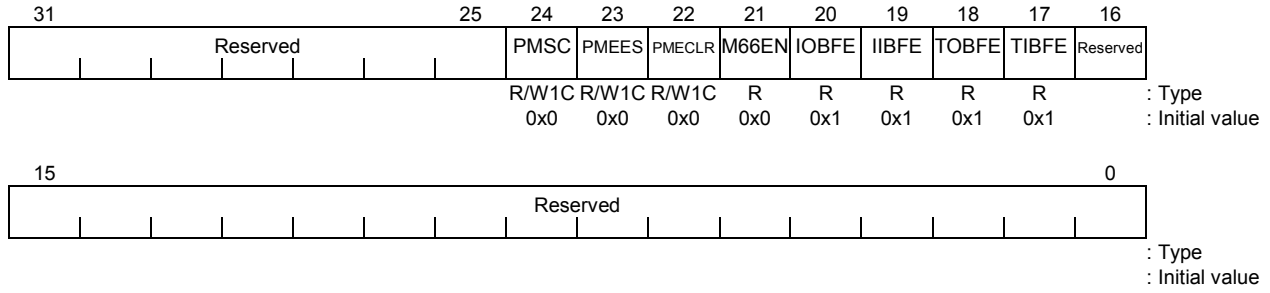 31 25 24 23 22 21 20 19 18 17 16
Reserved PMSC PMEES PMECLR M66EN IOBFE IIBFE TOBFE TIBFE Reserved
R/W1C R/W1C R/W1C R R R R R : Type
0x0 0x0 0x0 0x0 0x1 0x1 0x1 0x1 : Initial value
15 0
Reserved
: Type
: Initial value